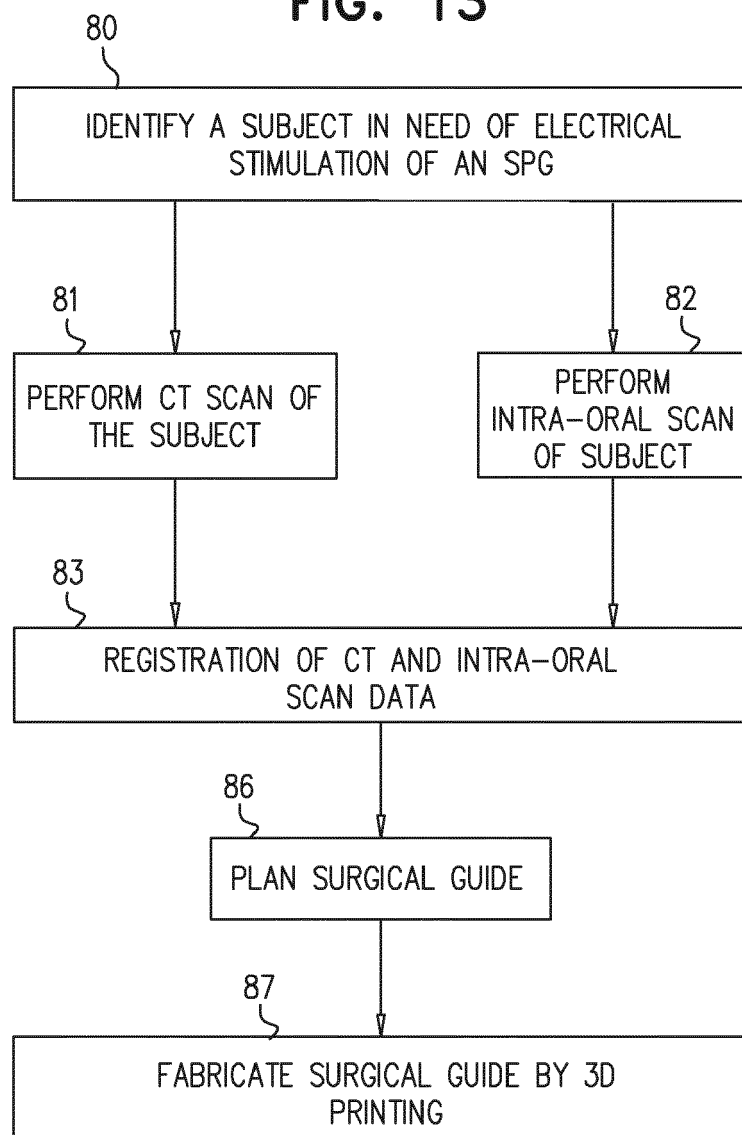 FIG. 13
80
IDENTIFY A SUBJECT IN NEED OF ELECTRICAL
STIMULATION OF AN SPG
81
82
PERFORM CT SCAN OF
THE SUBJECT
PERFORM
INTRA-ORAL SCAN
OF SUBJECT
83
REGISTRATION OF CT AND INTRA-ORAL
SCAN DATA
86
PLAN SURGICAL GUIDE
87
FABRICATE SURGICAL GUIDE BY 3D
PRINTING